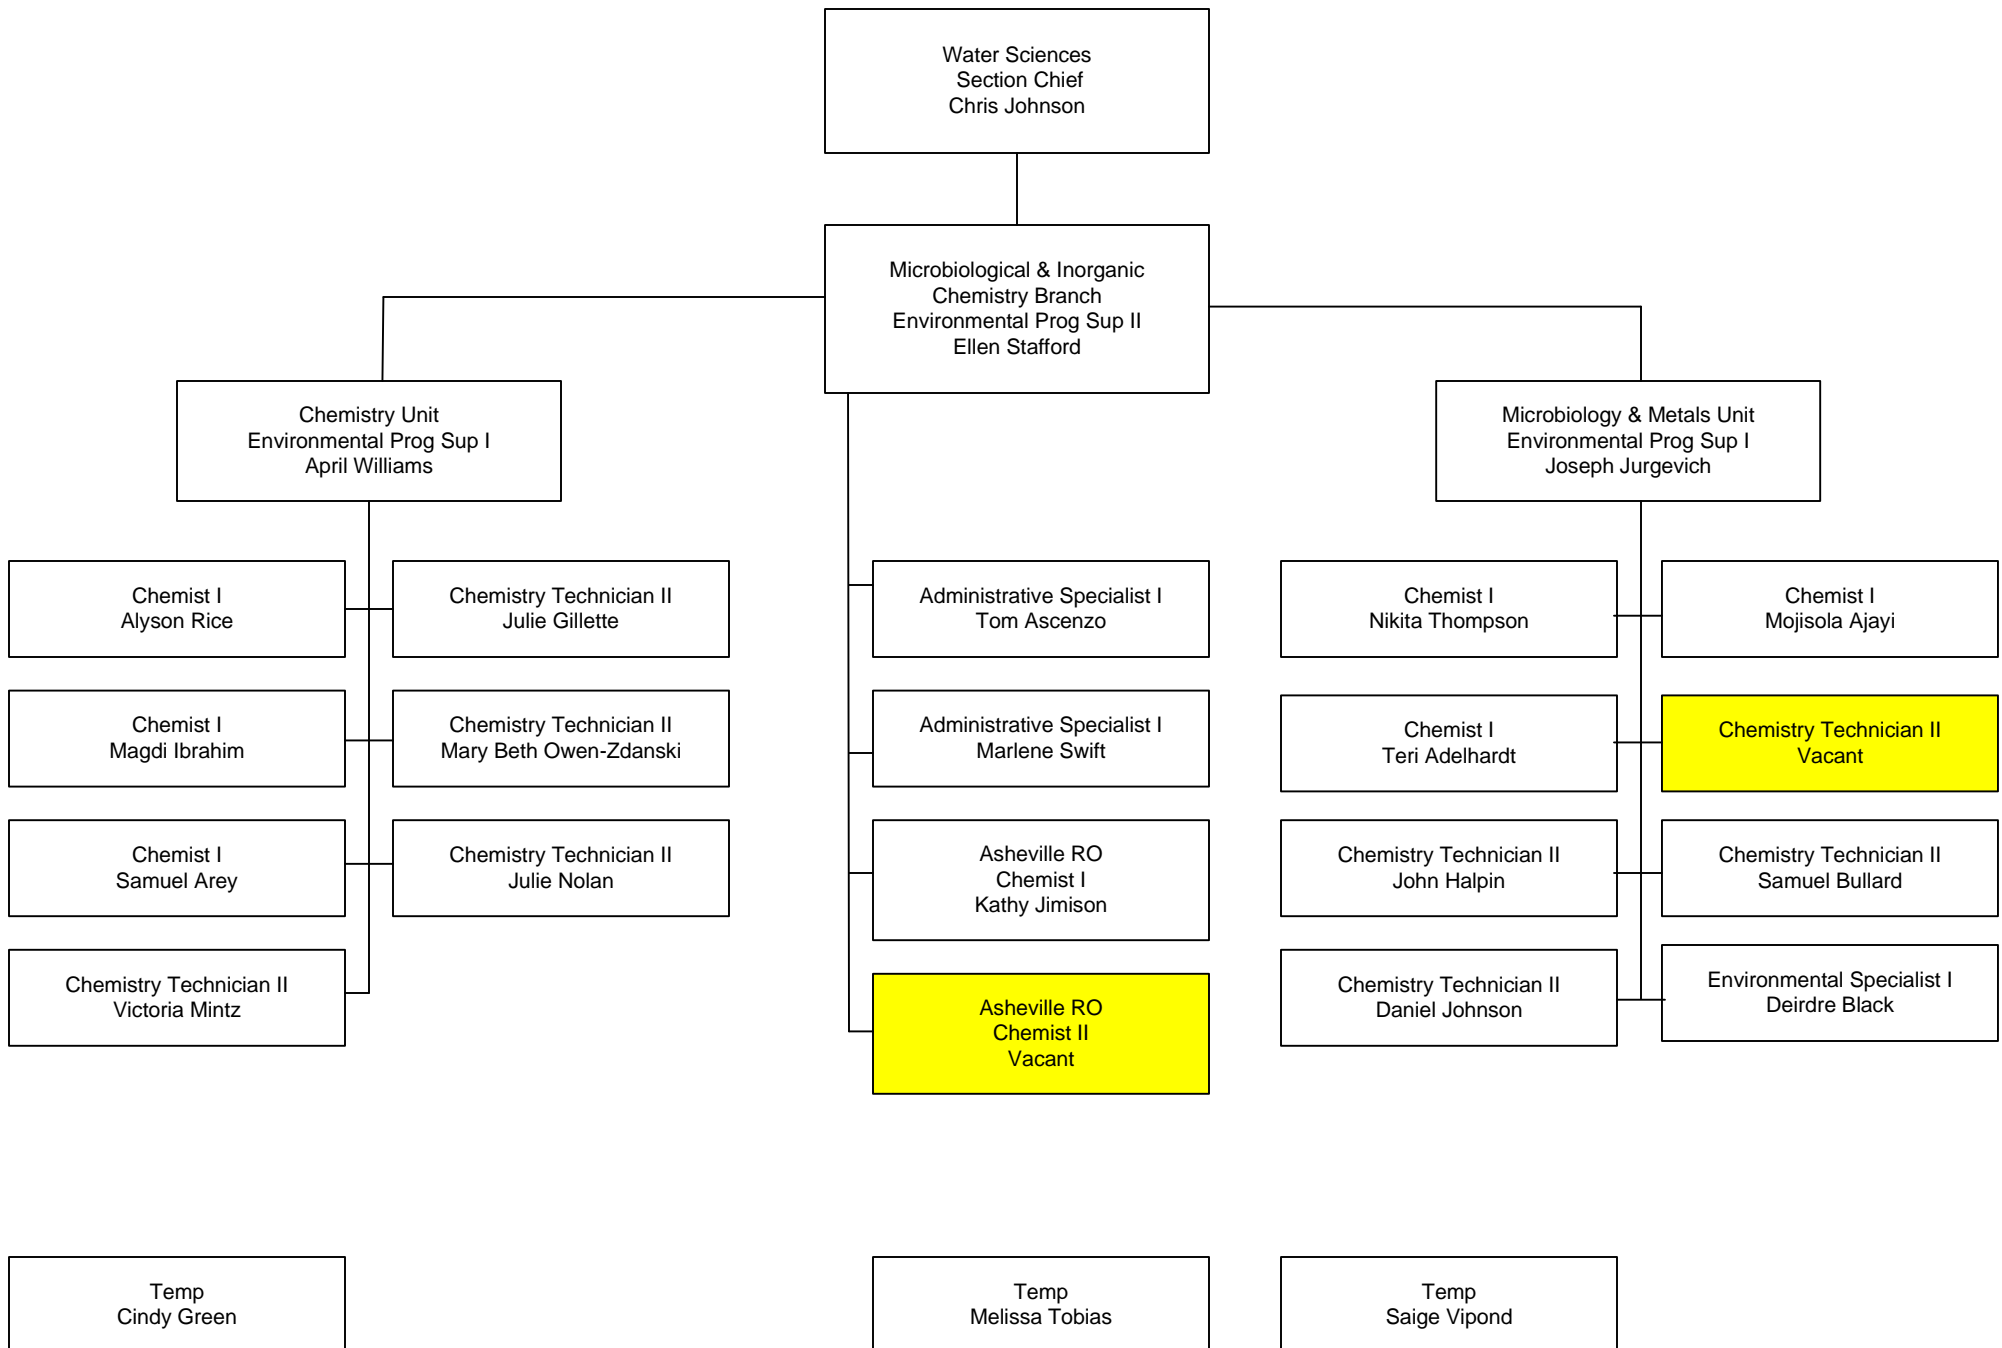 Water Sciences
Section Chief
Chris Johnson
Microbiological & Inorganic
Chemistry Branch
Environmental Prog Sup II
Ellen Stafford
Chemistry Unit
Environmental Prog Sup I
April Williams
Microbiology & Metals Unit
Environmental Prog Sup I
Joseph Jurgevich
Chemist I
Alyson Rice
Chemistry Technician II
Julie Gillette
Administrative Specialist I
Tom Ascenzo
Chemist I
Nikita Thompson
Chemist I
Mojisola Ajayi
Chemist I
Magdi Ibrahim
Chemistry Technician II
Mary Beth Owen-Zdanski
Administrative Specialist I
Marlene Swift
Chemist I
Teri Adelhardt
Chemistry Technician II
Vacant
Chemist I
Samuel Arey
Chemistry Technician II
Julie Nolan
Asheville RO
Chemist I
Kathy Jimison
Chemistry Technician II
John Halpin
Chemistry Technician II
Samuel Bullard
Chemistry Technician II
Victoria Mintz
Asheville RO
Chemist II
Vacant
Chemistry Technician II
Daniel Johnson
Environmental Specialist I
Deirdre Black
Temp
Cindy Green
Temp
Melissa Tobias
Temp
Saige Vipond